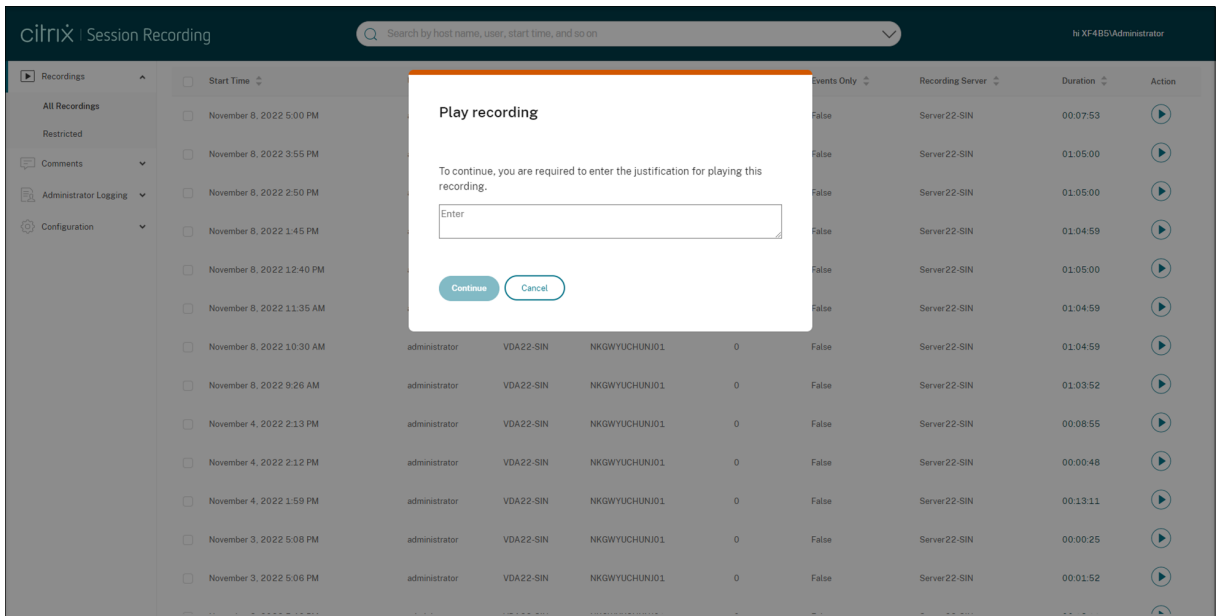 citrix | Session Recording
Search by host name, user, start time, and so on
hi XF4B5\Administrator
Recordings
All Recordings
Restricted
Comments
Administrator Logging
Configuration
Start Time Events Only Recording Server Duration Action
November 8, 2022 5:00 PM False Server22-SIN 00:07:53
November 8, 2022 3:55 PM False Server22-SIN 01:05:00
November 8, 2022 2:50 PM False Server22-SIN 01:05:00
November 8, 2022 1:45 PM False Server22-SIN 01:04:59
November 8, 2022 12:40 PM False Server22-SIN 01:05:00
November 8, 2022 11:35 AM False Server22-SIN 01:04:59
November 8, 2022 10:30 AM administrator VDA22-SIN NKGWYUCHUNJ01 0 False Server22-SIN 01:04:59
November 8, 2022 9:26 AM administrator VDA22-SIN NKGWYUCHUNJ01 0 False Server22-SIN 01:03:52
November 4, 2022 2:13 PM administrator VDA22-SIN NKGWYUCHUNJ01 0 False Server22-SIN 00:08:55
November 4, 2022 2:12 PM administrator VDA22-SIN NKGWYUCHUNJ01 0 False Server22-SIN 00:00:48
November 4, 2022 1:59 PM administrator VDA22-SIN NKGWYUCHUNJ01 0 False Server22-SIN 00:13:11
November 3, 2022 5:08 PM administrator VDA22-SIN NKGWYUCHUNJ01 0 False Server22-SIN 00:00:25
November 3, 2022 5:06 PM administrator VDA22-SIN NKGWYUCHUNJ01 0 False Server22-SIN 00:01:52
Play recording
To continue, you are required to enter the justification for playing this
recording.
Enter
Continue Cancel